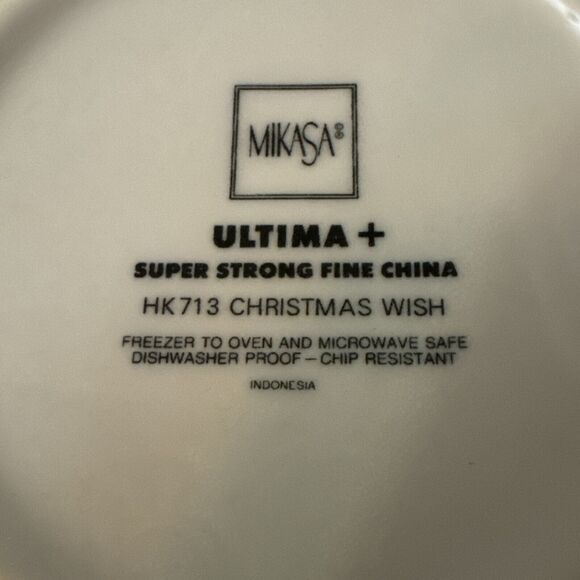 MIKASA
ULTIMA +
SUPER STRONG FINE CHINA
HK713 CHRISTMAS WISH
FREEZER TO OVEN AND MICROWAVE SAFE
DISHWASHER PROOF – CHIP RESISTANT
INDONESIA